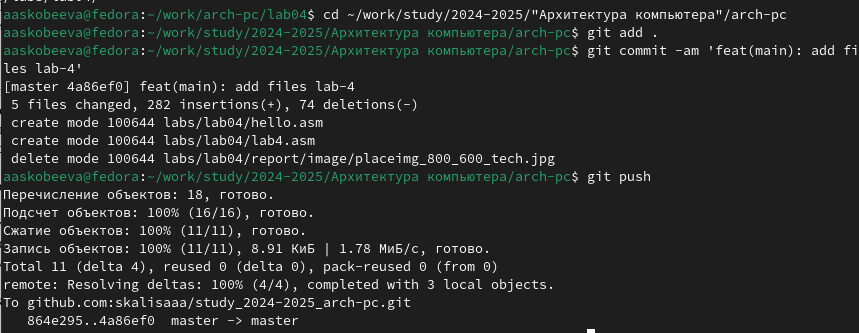 aaskobeeva@fedora:~/work/arch-pc/lab04$ cd ~/work/study/2024-2025/"Архитектура компьютера"/arch-pc
aaskobeeva@fedora:~/work/study/2024-2025/Архитектура компьютера/arch-pc$ git add .
aaskobeeva@fedora:~/work/study/2024-2025/Архитектура компьютера/arch-pc$ git commit -am 'feat(main): add fi
les lab-4'
[master 4a86ef0] feat(main): add files lab-4
 5 files changed, 282 insertions(+), 74 deletions(-)
 create mode 100644 labs/lab04/hello.asm
 create mode 100644 labs/lab04/lab4.asm
 delete mode 100644 labs/lab04/report/image/placeimg_800_600_tech.jpg
aaskobeeva@fedora:~/work/study/2024-2025/Архитектура компьютера/arch-pc$ git push
Перечисление объектов: 18, готово.
Подсчет объектов: 100% (16/16), готово.
Сжатие объектов: 100% (11/11), готово.
Запись объектов: 100% (11/11), 8.91 КиБ | 1.78 МиБ/с, готово.
Total 11 (delta 4), reused 0 (delta 0), pack-reused 0 (from 0)
remote: Resolving deltas: 100% (4/4), completed with 3 local objects.
To github.com:skalisaaa/study_2024-2025_arch-pc.git
   864e295..4a86ef0  master -> master